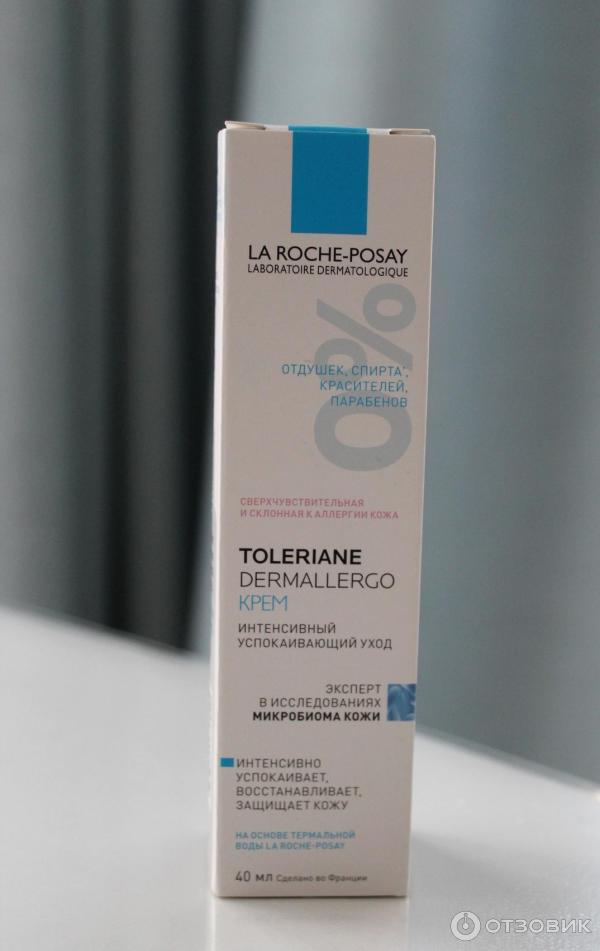 LA ROCHE-POSAY
LABORATOIRE DERMATOLOGIQUE
0%
ОТДУШЕК, СПИРТА*,
КРАСИТЕЛЕЙ,
ПАРАБЕНОВ
СВЕРХЧУВСТВИТЕЛЬНАЯ
И СКЛОННАЯ К АЛЛЕРГИИ КОЖА
TOLERIANE
DERMALLERGO
КРЕМ
ИНТЕНСИВНЫЙ
УСПОКАИВАЮЩИЙ УХОД
ЭКСПЕРТ
В ИССЛЕДОВАНИЯХ
МИКРОБИОМА КОЖИ
ИНТЕНСИВНО
УСПОКАИВАЕТ,
ВОССТАНАВЛИВАЕТ,
ЗАЩИЩАЕТ КОЖУ
НА ОСНОВЕ ТЕРМАЛЬНОЙ
ВОДЫ LA ROCHE-POSAY
40 МЛ Сделано во Франции
ОТЗОВИК